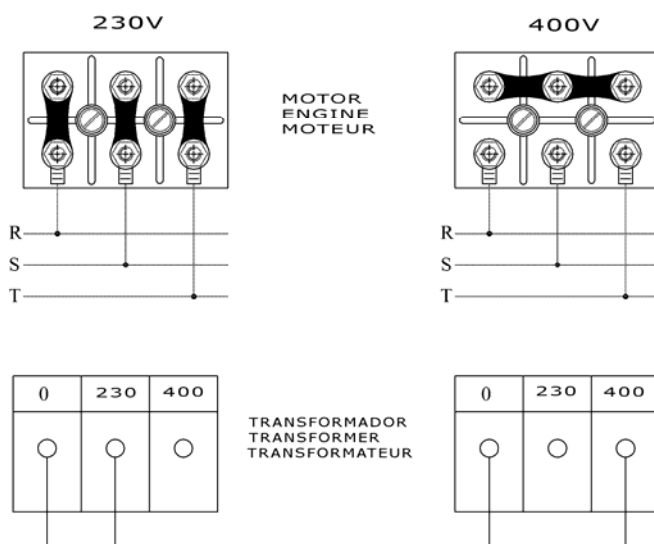 230V
400V
MOTOR
ENGINE
MOTEUR
R
S
T
R
S
T
0 230 400
TRANSFORMADOR
TRANSFORMER
TRANSFORMATEUR
0 230 400